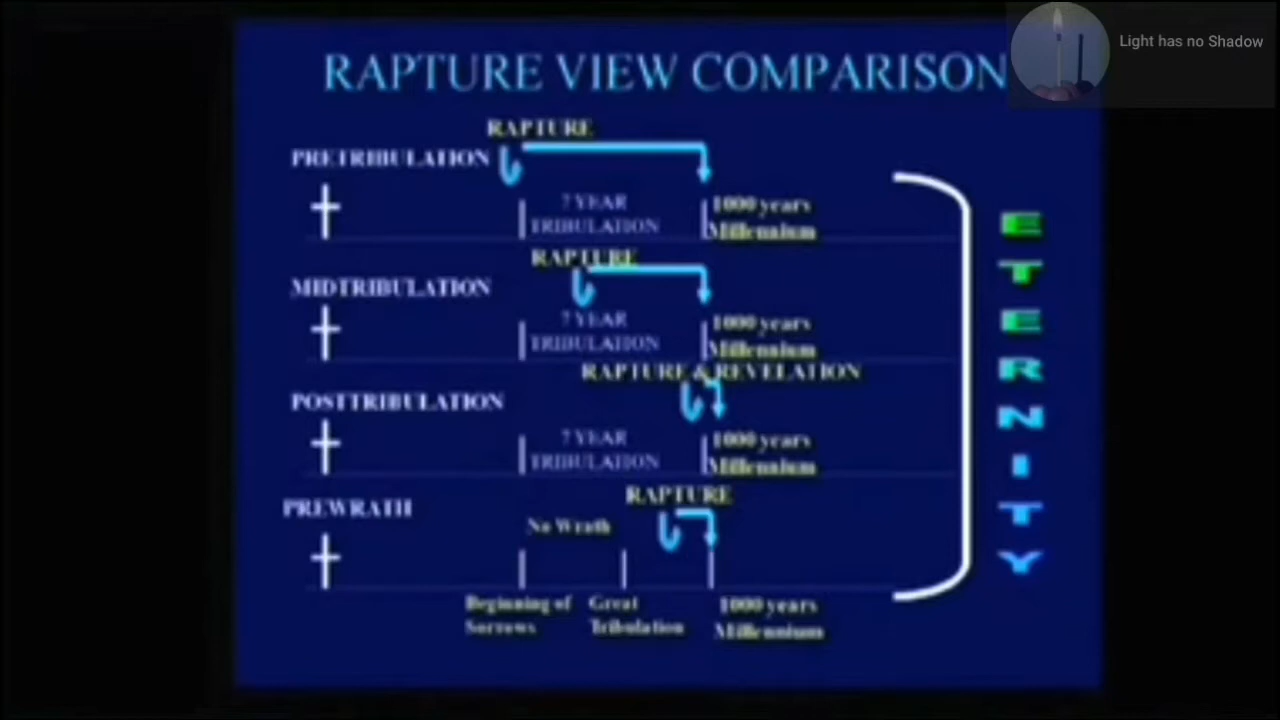 Light has no Shadow
RAPTURE VIEW COMPARISON
RAPTURE
PRETRIBULATION
7 YEAR
TRIBULATION
1000 years
Millennium
RAPTURE
MIDTRIBULATION
7 YEAR
TRIBULATION
1000 years
Millennium
RAPTURE & REVELATION
POSTTRIBULATION
7 YEAR
TRIBULATION
1000 years
Millennium
RAPTURE
PREWRATH
No Wrath
Beginning of
Sorrows
Great
Tribulation
1000 years
Millennium
ETERNITY